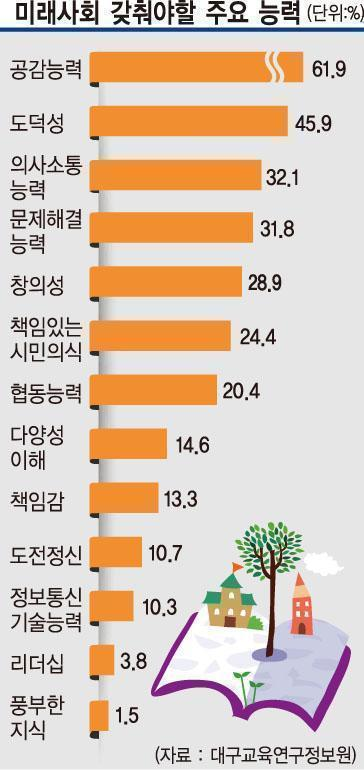 미래사회 갖춰야할 주요 능력 (단위:%)
공감능력 61.9
도덕성 45.9
의사소통
능력 32.1
문제해결
능력 31.8
창의성 28.9
책임있는
시민의식 24.4
협동능력 20.4
다양성
이해 14.6
책임감 13.3
도전정신 10.7
정보통신
기술능력 10.3
리더십 3.8
풍부한
지식 1.5
(자료 : 대구교육연구정보원)